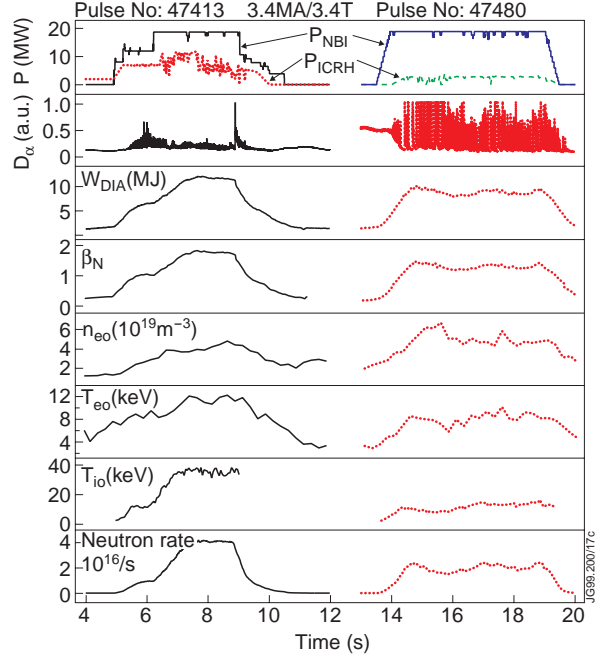 Pulse No: 47413 3.4MA/3.4T Pulse No: 47480
P (MW)
20
10
0
P_NBI
P_ICRH
D_α (a.u.)
1.0
0.5
0
W_DIA(MJ)
10
5
0
β_N
2
1
0
n_eo(10^19m^−3)
6
4
2
T_eo(keV)
12
8
4
T_io(keV)
40
20
0
Neutron rate
10^16/s
4
2
0
4 6 8 10 12 14 16 18 20
Time (s)
JG99.200/17c